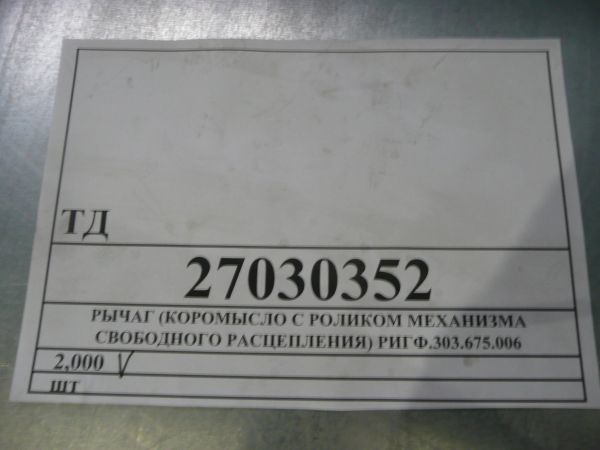 ТД
27030352
РЫЧАГ (КОРОМЫСЛО С РОЛИКОМ МЕХАНИЗМА
СВОБОДНОГО РАСЦЕПЛЕНИЯ) РИГФ.303.675.006
2,000
ШТ